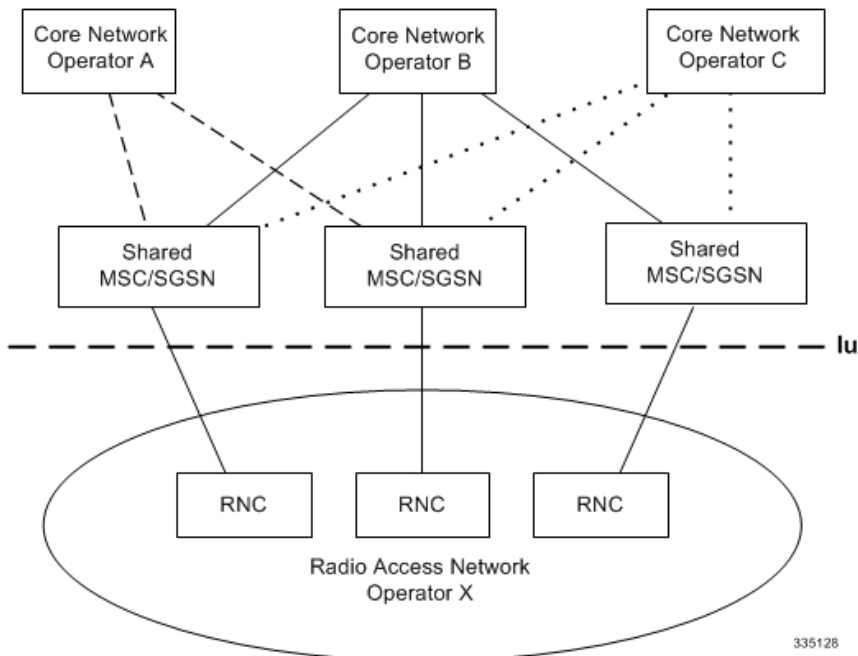 Core Network
Operator A
Core Network
Operator B
Core Network
Operator C
Shared
MSC/SGSN
Shared
MSC/SGSN
Shared
MSC/SGSN
Iu
RNC
RNC
RNC
Radio Access Network
Operator X
335128